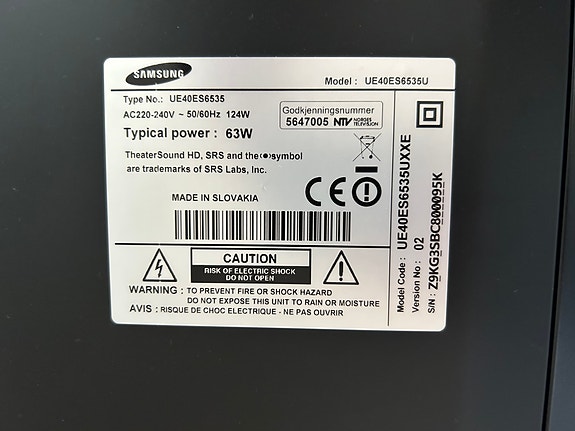 SAMSUNG
Model : UE40ES6535U
Type No.: UE40ES6535
AC220-240V ~ 50/60Hz 124W
Typical power : 63W
Godkjenningsnummer
5647005 NTV NORGES TELEVISJON
TheaterSound HD, SRS and the symbol
are trademarks of SRS Labs, Inc.
MADE IN SLOVAKIA
CE
CAUTION
RISK OF ELECTRIC SHOCK
DO NOT OPEN
WARNING : TO PREVENT FIRE OR SHOCK HAZARD
DO NOT EXPOSE THIS UNIT TO RAIN OR MOISTURE
AVIS : RISQUE DE CHOC ELECTRIQUE - NE PAS OUVRIR
Model Code : UE40ES6535UXXE
Version No : 02
S/N : Z9KG3SBC800095K